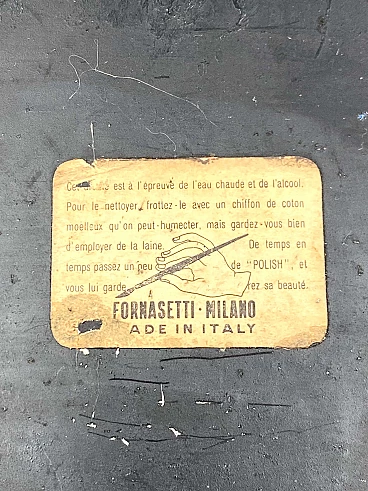 est à l'épreuve de l'eau chaude et de l'alcool.
Pour le nettoyer, frottez-le avec un chiffon de coton
moelleux qu'on peut-humecter, mais gardez-vous bien
d'employer de la laine. De temps en
temps passez un peu de "POLISH", et
vous lui garde rez sa beauté.
FORNASETTI · MILANO
ADE IN ITALY